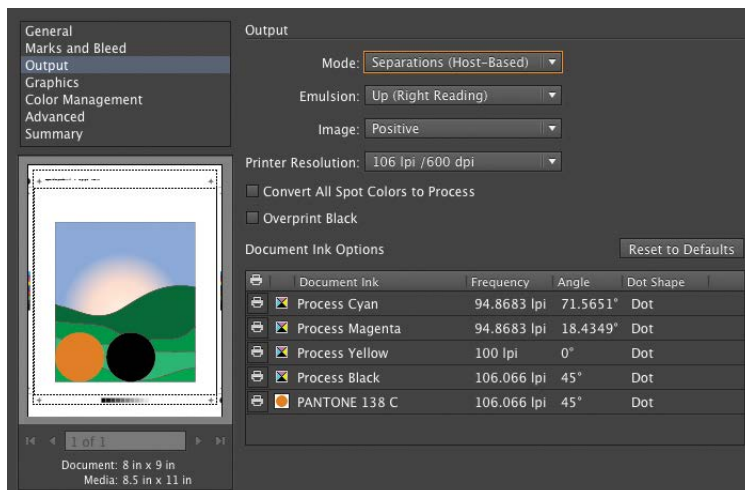 General
Marks and Bleed
Output
Graphics
Color Management
Advanced
Summary
Output
Mode: Separations (Host-Based)
Emulsion: Up (Right Reading)
Image: Positive
Printer Resolution: 106 lpi /600 dpi
Convert All Spot Colors to Process
Overprint Black
Document Ink Options Reset to Defaults
Document Ink Frequency Angle Dot Shape
Process Cyan 94.8683 lpi 71.5651° Dot
Process Magenta 94.8683 lpi 18.4349° Dot
Process Yellow 100 lpi 0° Dot
Process Black 106.066 lpi 45° Dot
PANTONE 138 C 106.066 lpi 45° Dot
1 of 1
Document: 8 in x 9 in
Media: 8.5 in x 11 in